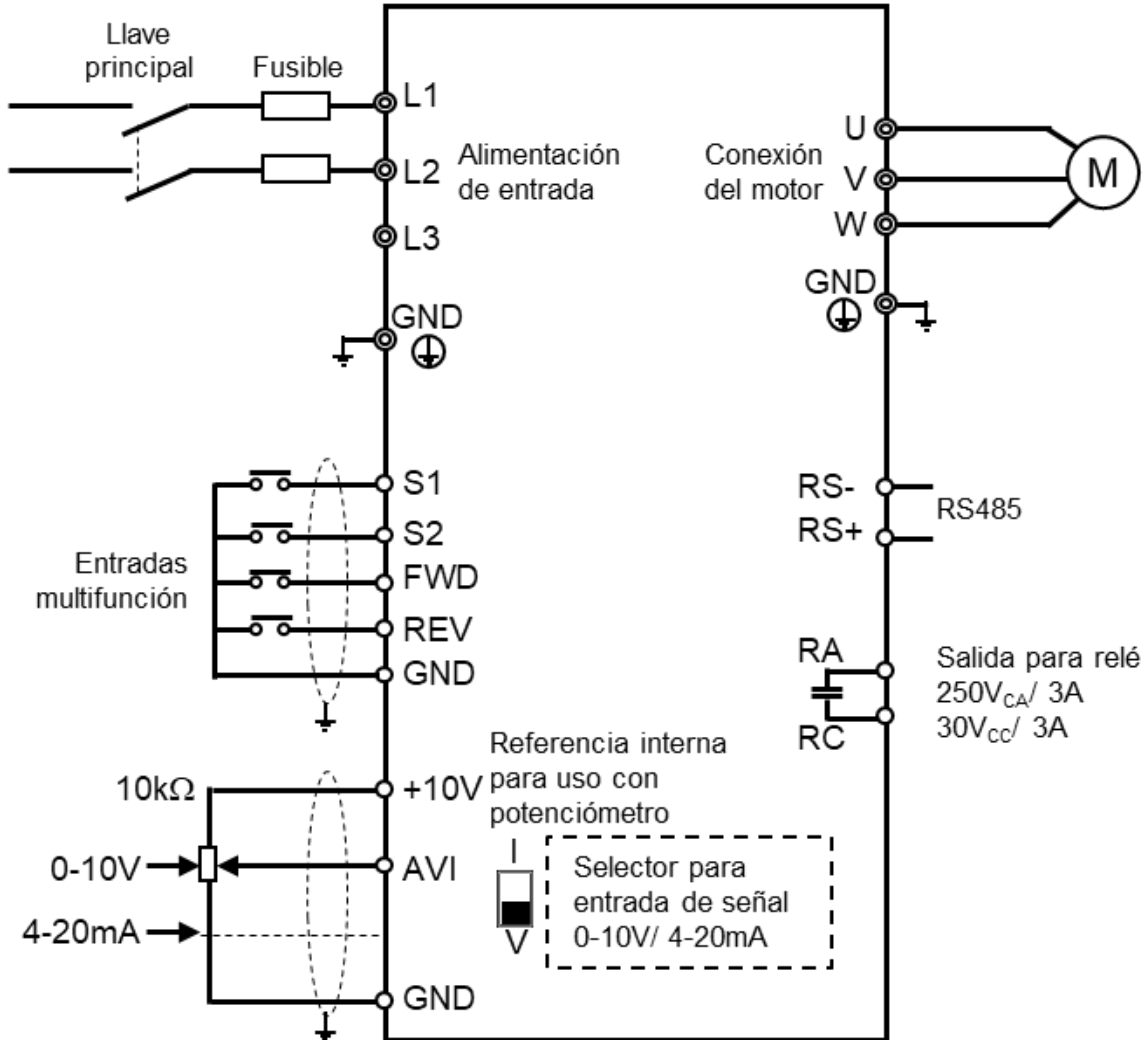 Llave
principal
Fusible
L1
L2
L3
GND
Alimentación
de entrada
Conexión
del motor
U
V
W
M
GND
Entradas
multifunción
S1
S2
FWD
REV
GND
RS-
RS+
RS485
RA
RC
Salida para relé
250VCA/ 3A
30VCC/ 3A
10kΩ
0-10V
4-20mA
+10V
AVI
GND
Referencia interna
para uso con
potenciómetro
I
V
Selector para
entrada de señal
0-10V/ 4-20mA